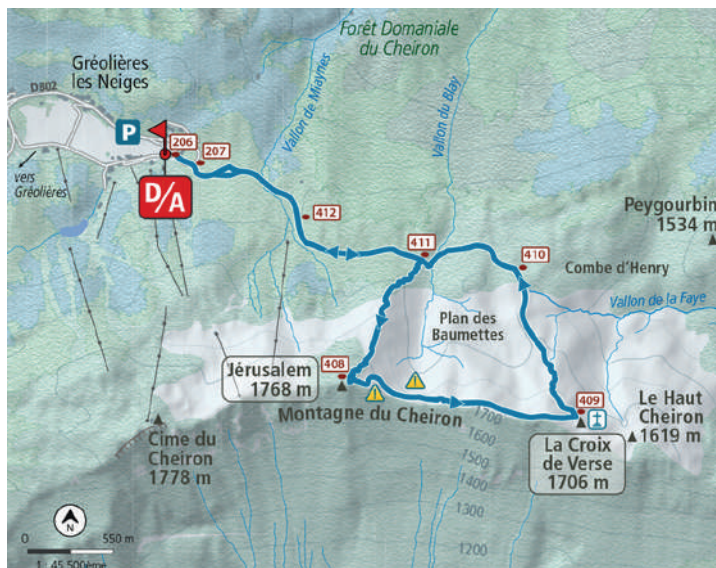 Forêt Domaniale
du Cheiron
Gréolières
les Neiges
D802
P
206
207
D/A
vers
Gréolières
Vallon de Miaynes
Vallon du Blay
412
411
410
Peygourbin
1534 m
Combe d'Henry
Vallon de la Faye
Plan des
Baumettes
Jérusalem
1768 m
408
409
Montagne du Cheiron
Le Haut
Cheiron
1619 m
Cime du
Cheiron
1778 m
La Croix
de Verse
1706 m
1700
1600
1500
1400
1300
1200
N
0 550 m
1 : 45 500ème